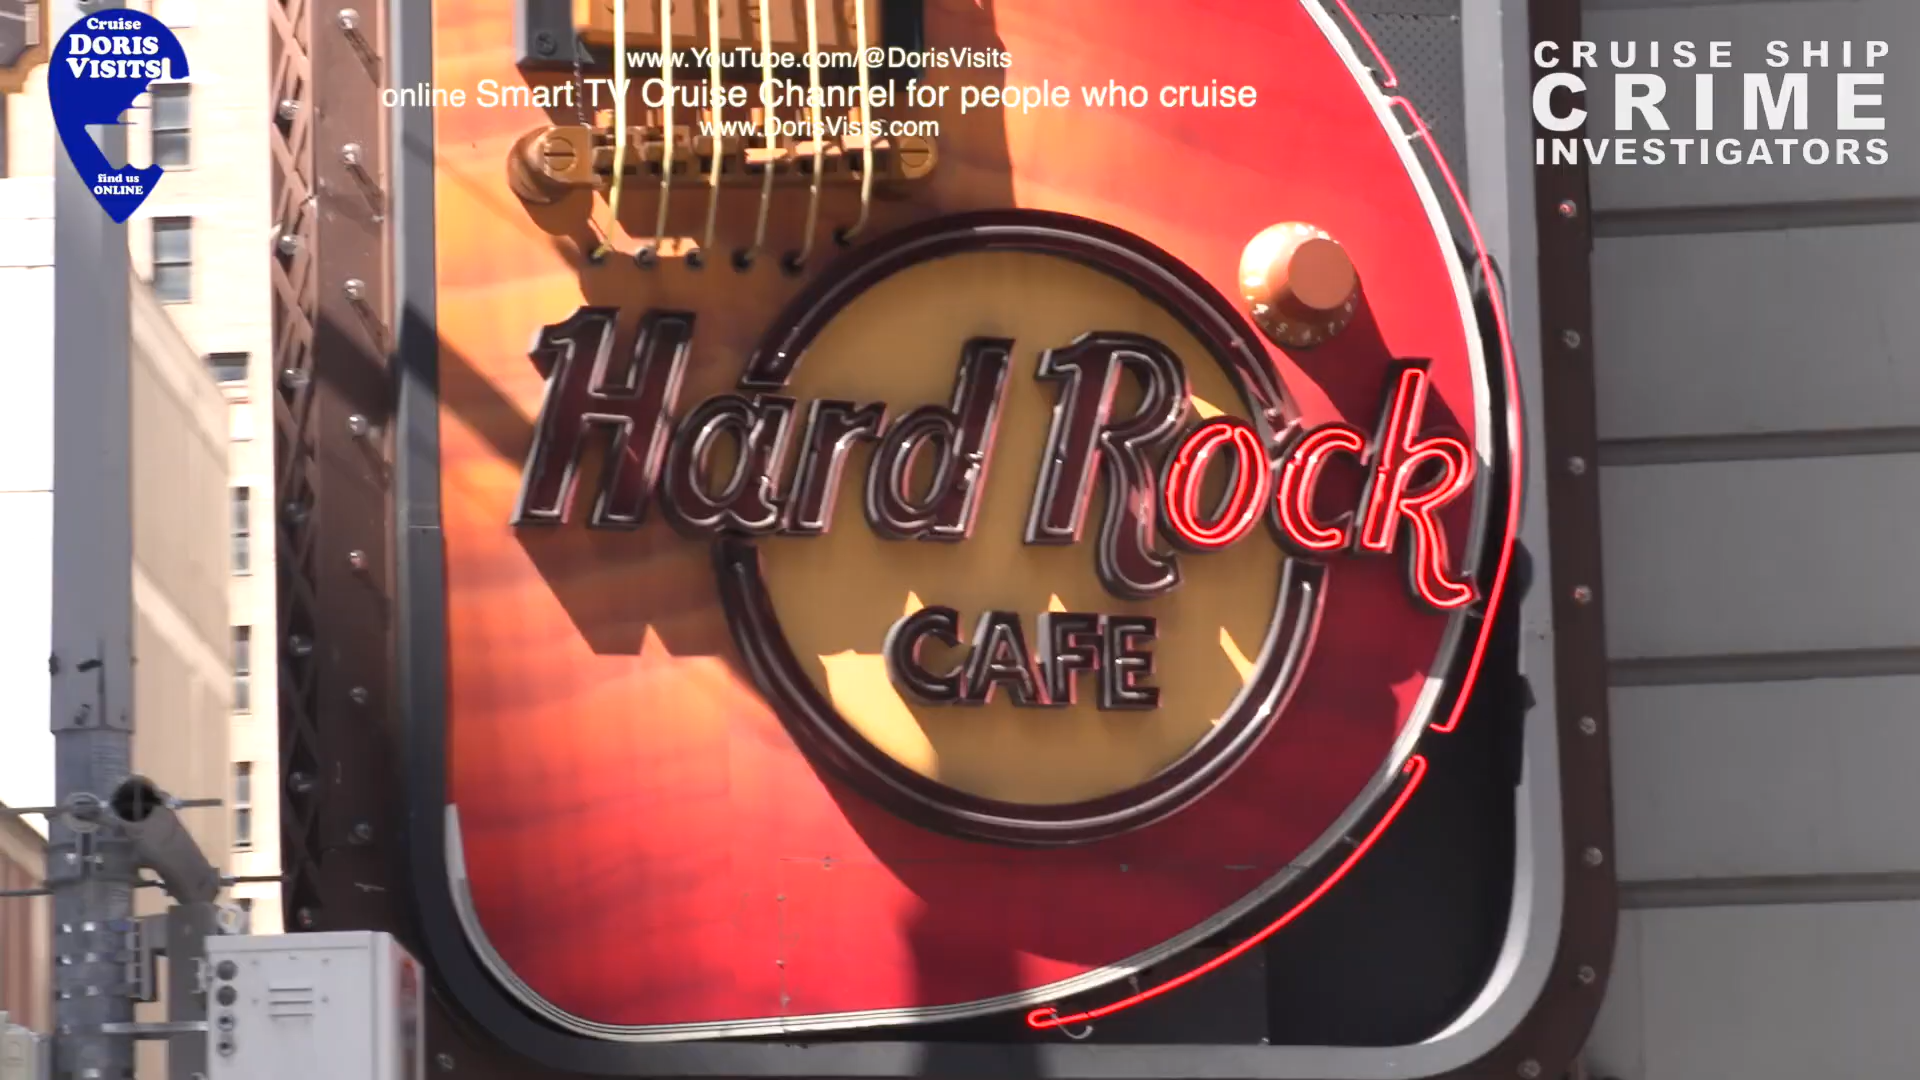 Cruise
DORIS
VISITS!
find us
ONLINE
www.YouTube.com/@DorisVisits
online Smart TV Cruise Channel for people who cruise
www.DorisVisits.com
CRUISE SHIP
CRIME
INVESTIGATORS
Hard Rock
CAFE